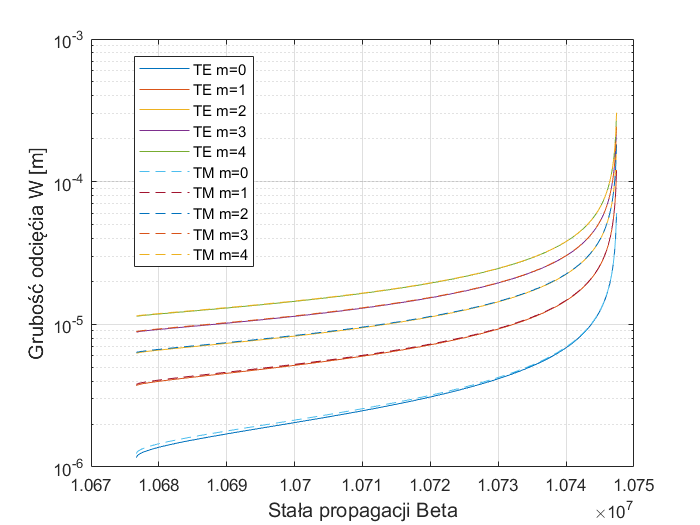 10^-3
10^-4
10^-5
10^-6
Grubość odcięćia W [m]
TE m=0
TE m=1
TE m=2
TE m=3
TE m=4
TM m=0
TM m=1
TM m=2
TM m=3
TM m=4
1.067 1.068 1.069 1.07 1.071 1.072 1.073 1.074 1.075
Stała propagacji Beta
×10^7